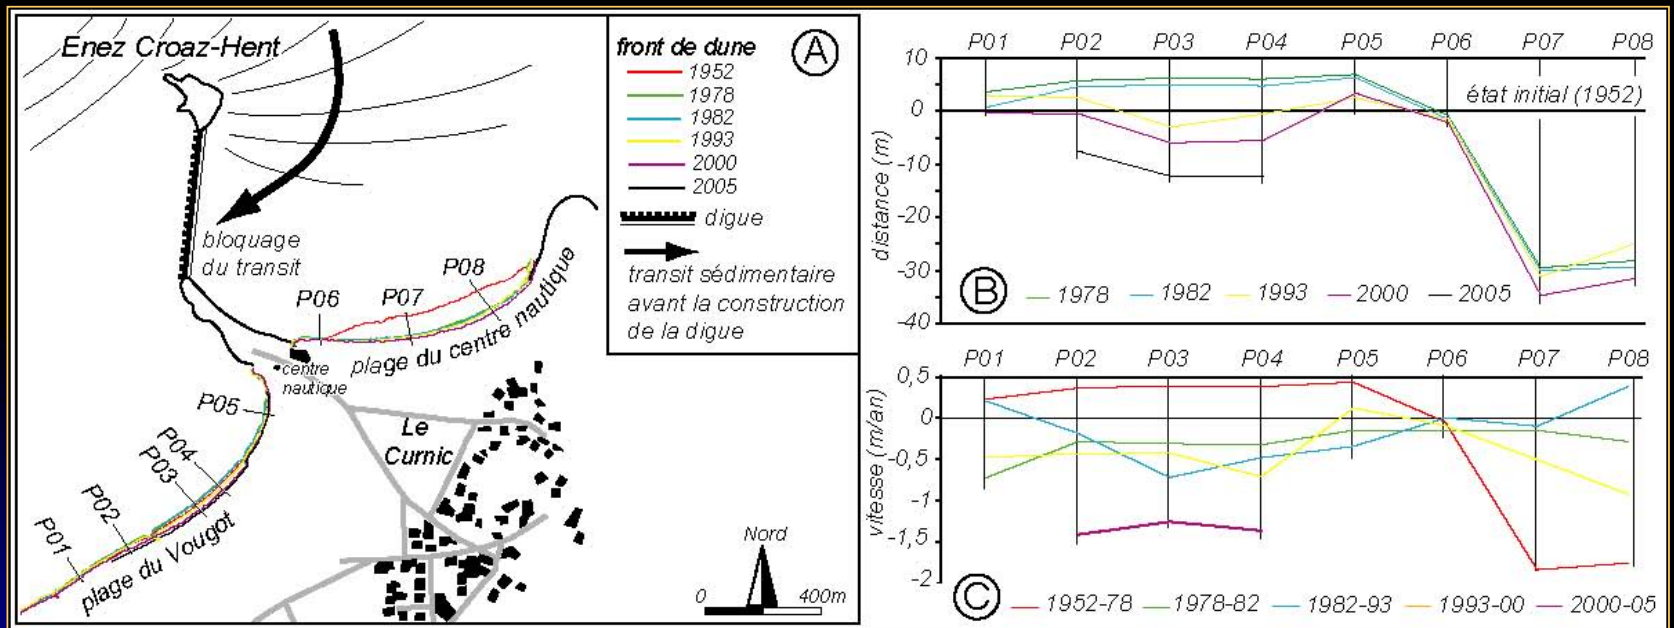 Enez Croaz-Hent
bloquage
du transit
P06
P07
P08
plage du centre nautique
centre
nautique
P05
P04
P03
P02
P01
plage du Vougot
Le
Curnic
Nord
0
400m
front de dune
A
1952
1978
1982
1993
2000
2005
digue
transit sédimentaire
avant la construction
de la digue
P01 P02 P03 P04 P05 P06 P07 P08
10
0
-10
-20
-30
-40
distance (m)
état initial (1952)
B
1978 1982 1993 2000 2005
P01 P02 P03 P04 P05 P06 P07 P08
0,5
0
-0,5
-1
-1,5
-2
vitesse (m/an)
C
1952-78 1978-82 1982-93 1993-00 2000-05